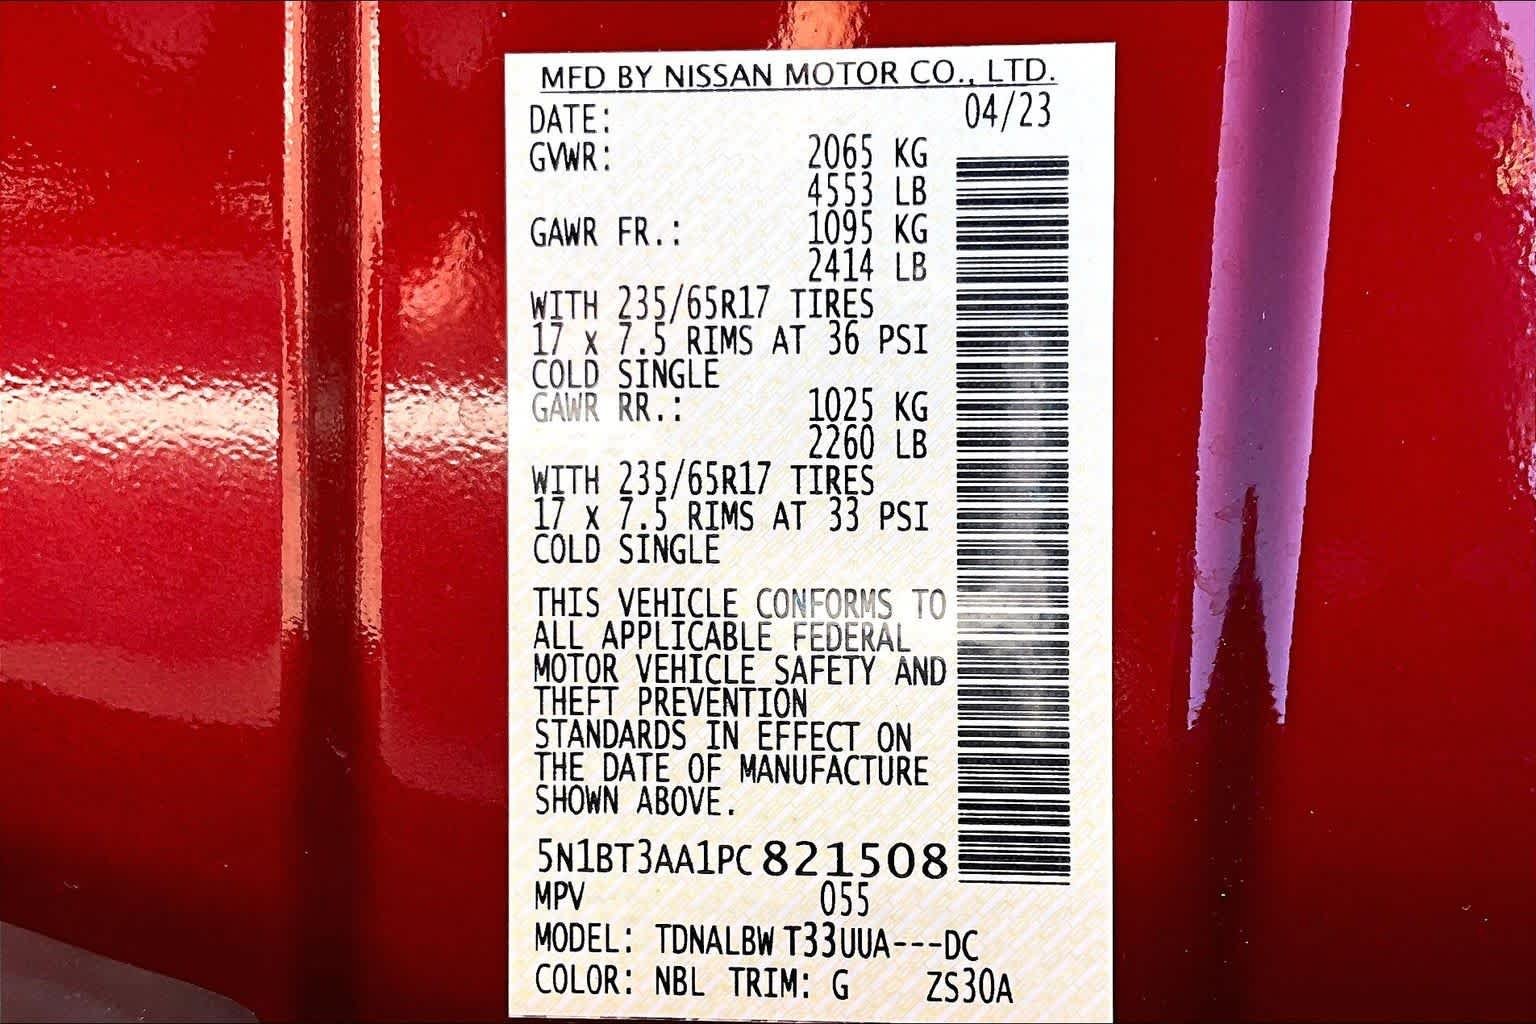 MFD BY NISSAN MOTOR CO., LTD.
DATE: 04/23
GVWR: 2065 KG
4553 LB
GAWR FR.: 1095 KG
2414 LB
WITH 235/65R17 TIRES
17 x 7.5 RIMS AT 36 PSI
COLD SINGLE
GAWR RR.: 1025 KG
2260 LB
WITH 235/65R17 TIRES
17 x 7.5 RIMS AT 33 PSI
COLD SINGLE
THIS VEHICLE CONFORMS TO
ALL APPLICABLE FEDERAL
MOTOR VEHICLE SAFETY AND
THEFT PREVENTION
STANDARDS IN EFFECT ON
THE DATE OF MANUFACTURE
SHOWN ABOVE.
5N1BT3AA1PC821508
MPV 055
MODEL: TDNALBWT33UUA---DC
COLOR: NBL TRIM: G ZS30A